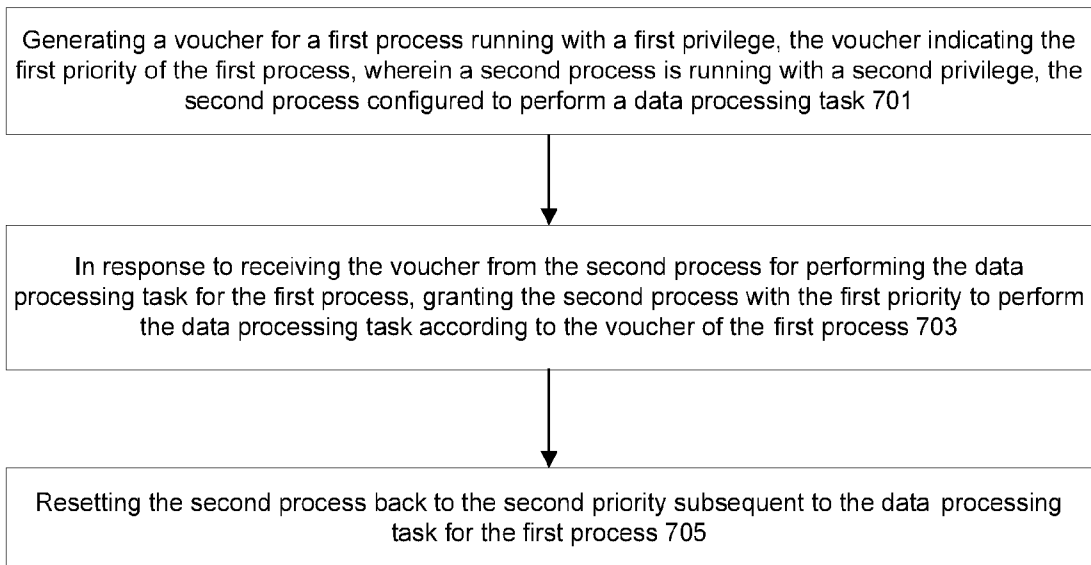 Generating a voucher for a first process running with a first privilege, the voucher indicating the
first priority of the first process, wherein a second process is running with a second privilege, the
second process configured to perform a data processing task 701
In response to receiving the voucher from the second process for performing the data
processing task for the first process, granting the second process with the first priority to perform
the data processing task according to the voucher of the first process 703
Resetting the second process back to the second priority subsequent to the data processing
task for the first process 705